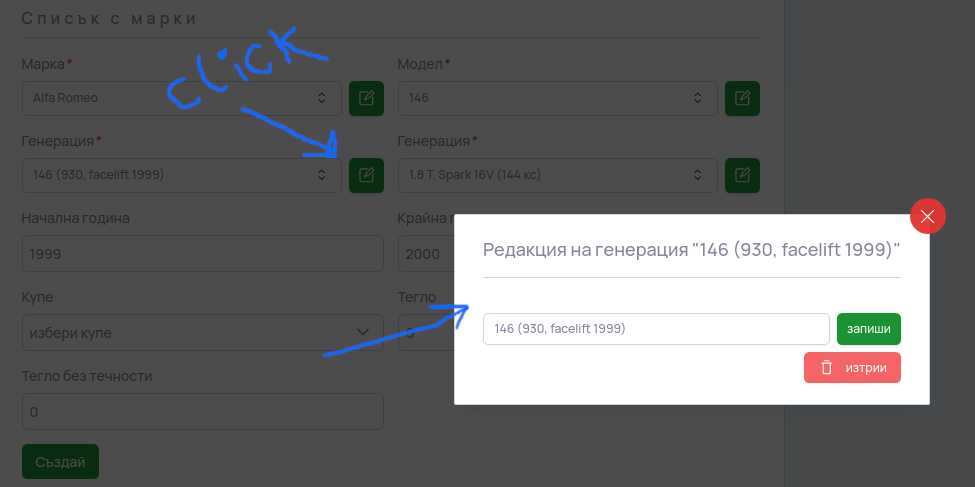 Списък с марки
Марка*
Модел*
Alfa Romeo
146
click
Генерация*
Генерация*
146 (930, facelift 1999)
1.8 T. Spark 16V (144 кс)
Начална година
Крайна
1999
2000
Редакция на генерация "146 (930, facelift 1999)"
Купе
Тегло
избери купе
0
146 (930, facelift 1999)
запиши
изтрии
Тегло без течности
0
Създай